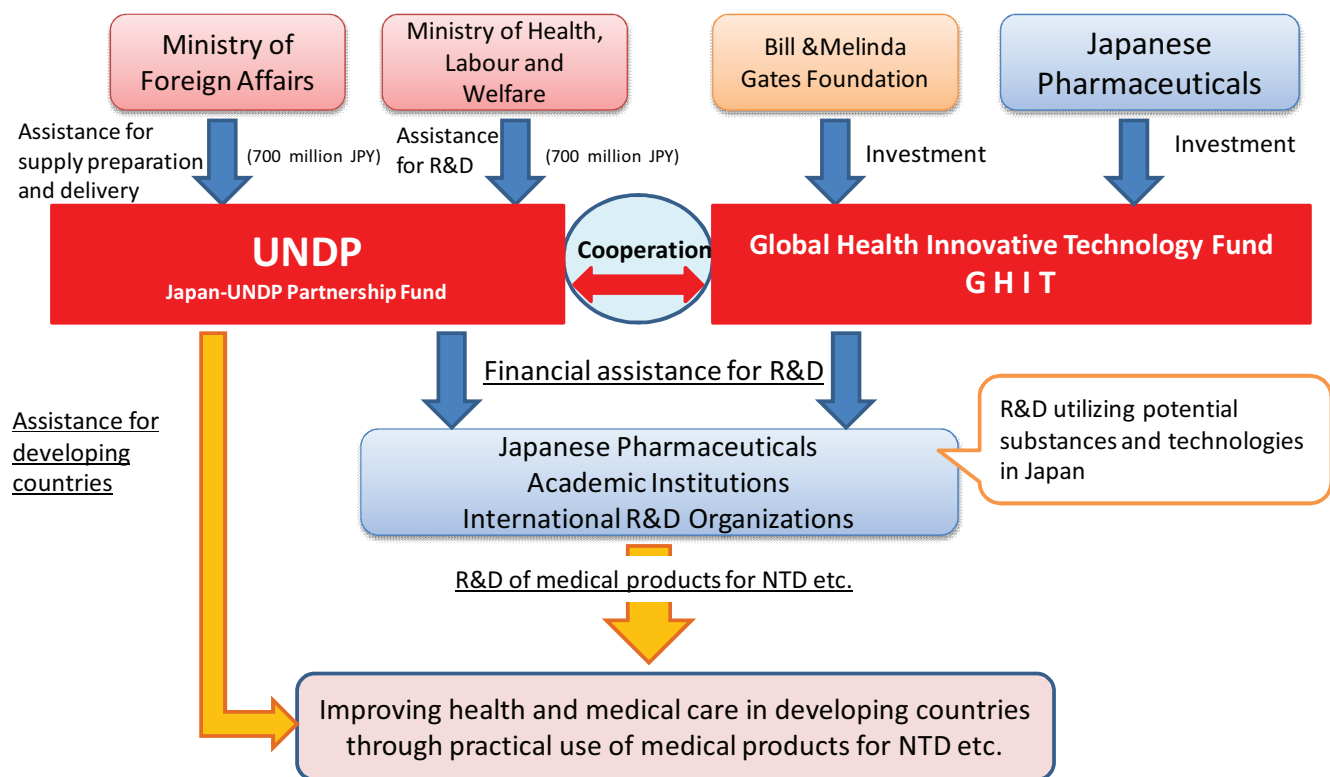 Ministry of
Foreign Affairs
Ministry of Health,
Labour and
Welfare
Bill &Melinda
Gates Foundation
Japanese
Pharmaceuticals
Assistance for
supply preparation
and delivery
(700 million JPY)
Assistance
for R&D
(700 million JPY)
Investment
Investment
UNDP
Japan-UNDP Partnership Fund
Cooperation
Global Health Innovative Technology Fund
G H I T
Financial assistance for R&D
Assistance for
developing
countries
Japanese Pharmaceuticals
Academic Institutions
International R&D Organizations
R&D utilizing potential
substances and technologies
in Japan
R&D of medical products for NTD etc.
Improving health and medical care in developing countries
through practical use of medical products for NTD etc.